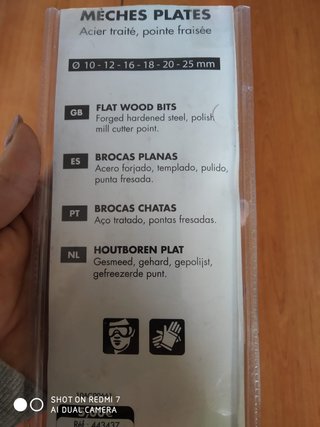 MÈCHES PLATES
Acier traité, pointe fraisée
Ø 10 - 12 - 16 - 18 - 20 - 25 mm
GB FLAT WOOD BITS
Forged hardened steel, polish
mill cutter point.
ES BROCAS PLANAS
Acero forjado, templado, pulido,
punta fresada.
PT BROCAS CHATAS
Aço tratado, pontas fresadas.
NL HOUTBOREN PLAT
Gesmeed, gehard, gepolijst,
gefreezerde punt.
Réf : 443437
SHOT ON REDMI 7
AI DUAL CAMERA